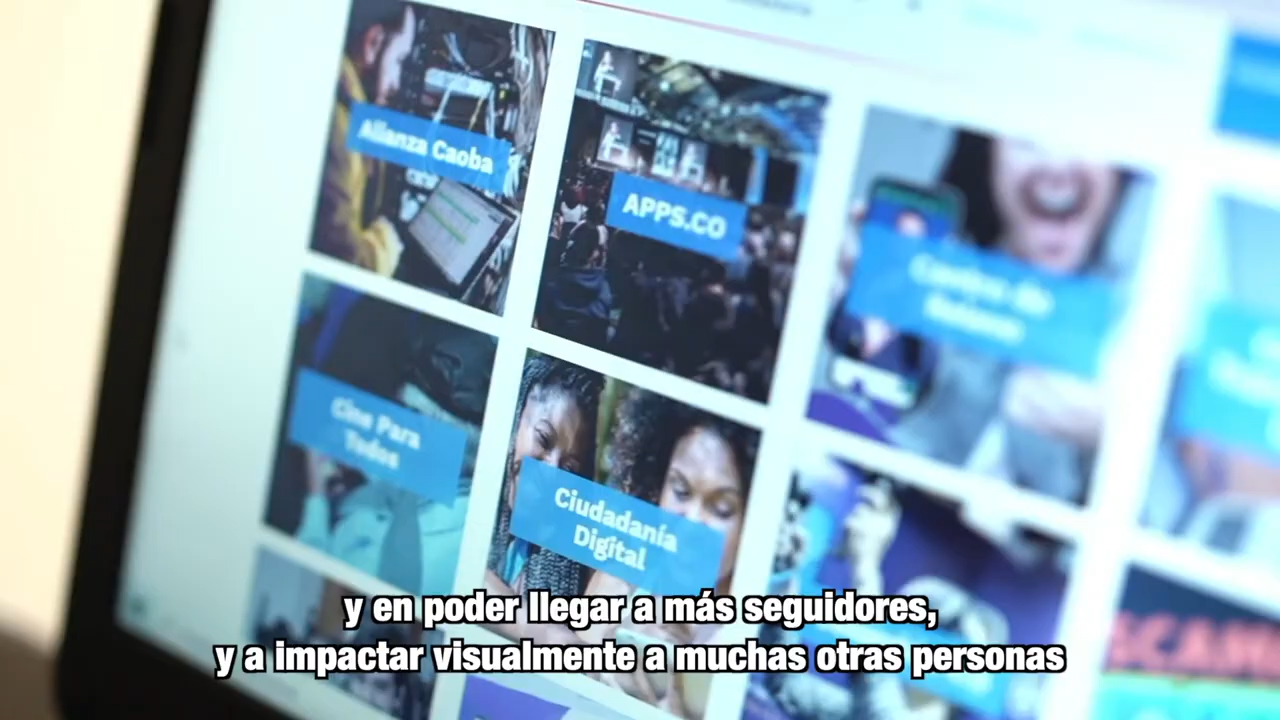 Alianza Caoba
APPS.CO
Cine Para
Todos
Ciudadanía
Digital
y en poder llegar a más seguidores,
y a impactar visualmente a muchas otras personas